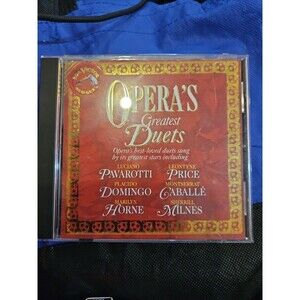 OPERA'S
Greatest
Duets
Opera's best-loved duets sung
by its greatest stars including
LUCIANO
PAVAROTTI
LEONTYNE
PRICE
PLACIDO
DOMINGO
MONTSERRAT
CABALLÉ
MARILYN
HORNE
SHERRILL
MILNES